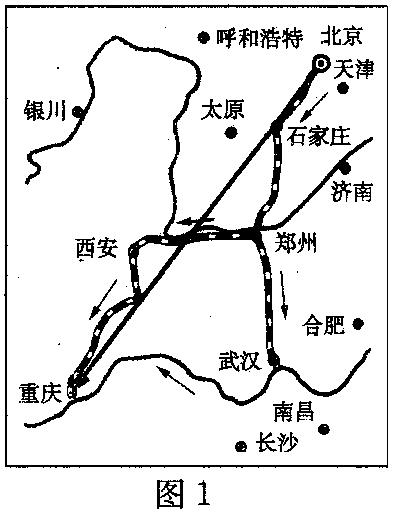 呼和浩特
北京
天津
银川
太原
石家庄
济南
西安
郑州
合肥
武汉
重庆
南昌
长沙
图1